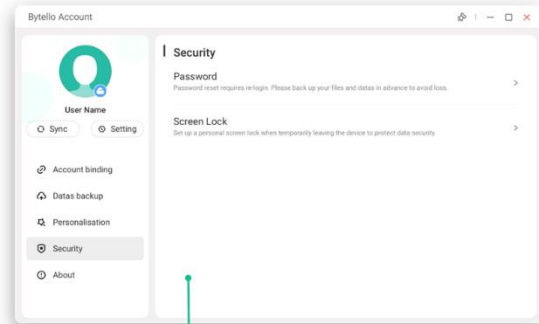 Bytello Account
User Name
Sync
Setting
Account binding
Datas backup
Personalisation
Security
About
Security
Password
Password reset requires re-login. Please back up your files and datas in advance to avoid loss.
Screen Lock
Set up a personal screen lock when temporarily leaving the device to protect data security